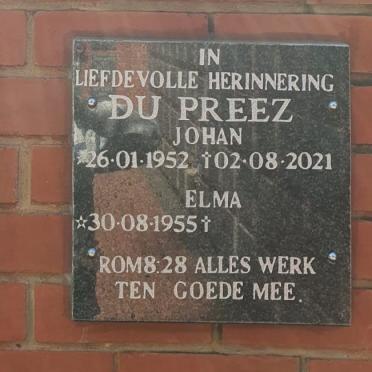 IN
LIEFDEVOLLE HERINNERING
DU PREEZ
JOHAN
☆26·01·1952 †02·08·2021
ELMA
☆30·08·1955†
ROM8:28 ALLES WERK
TEN GOEDE MEE.